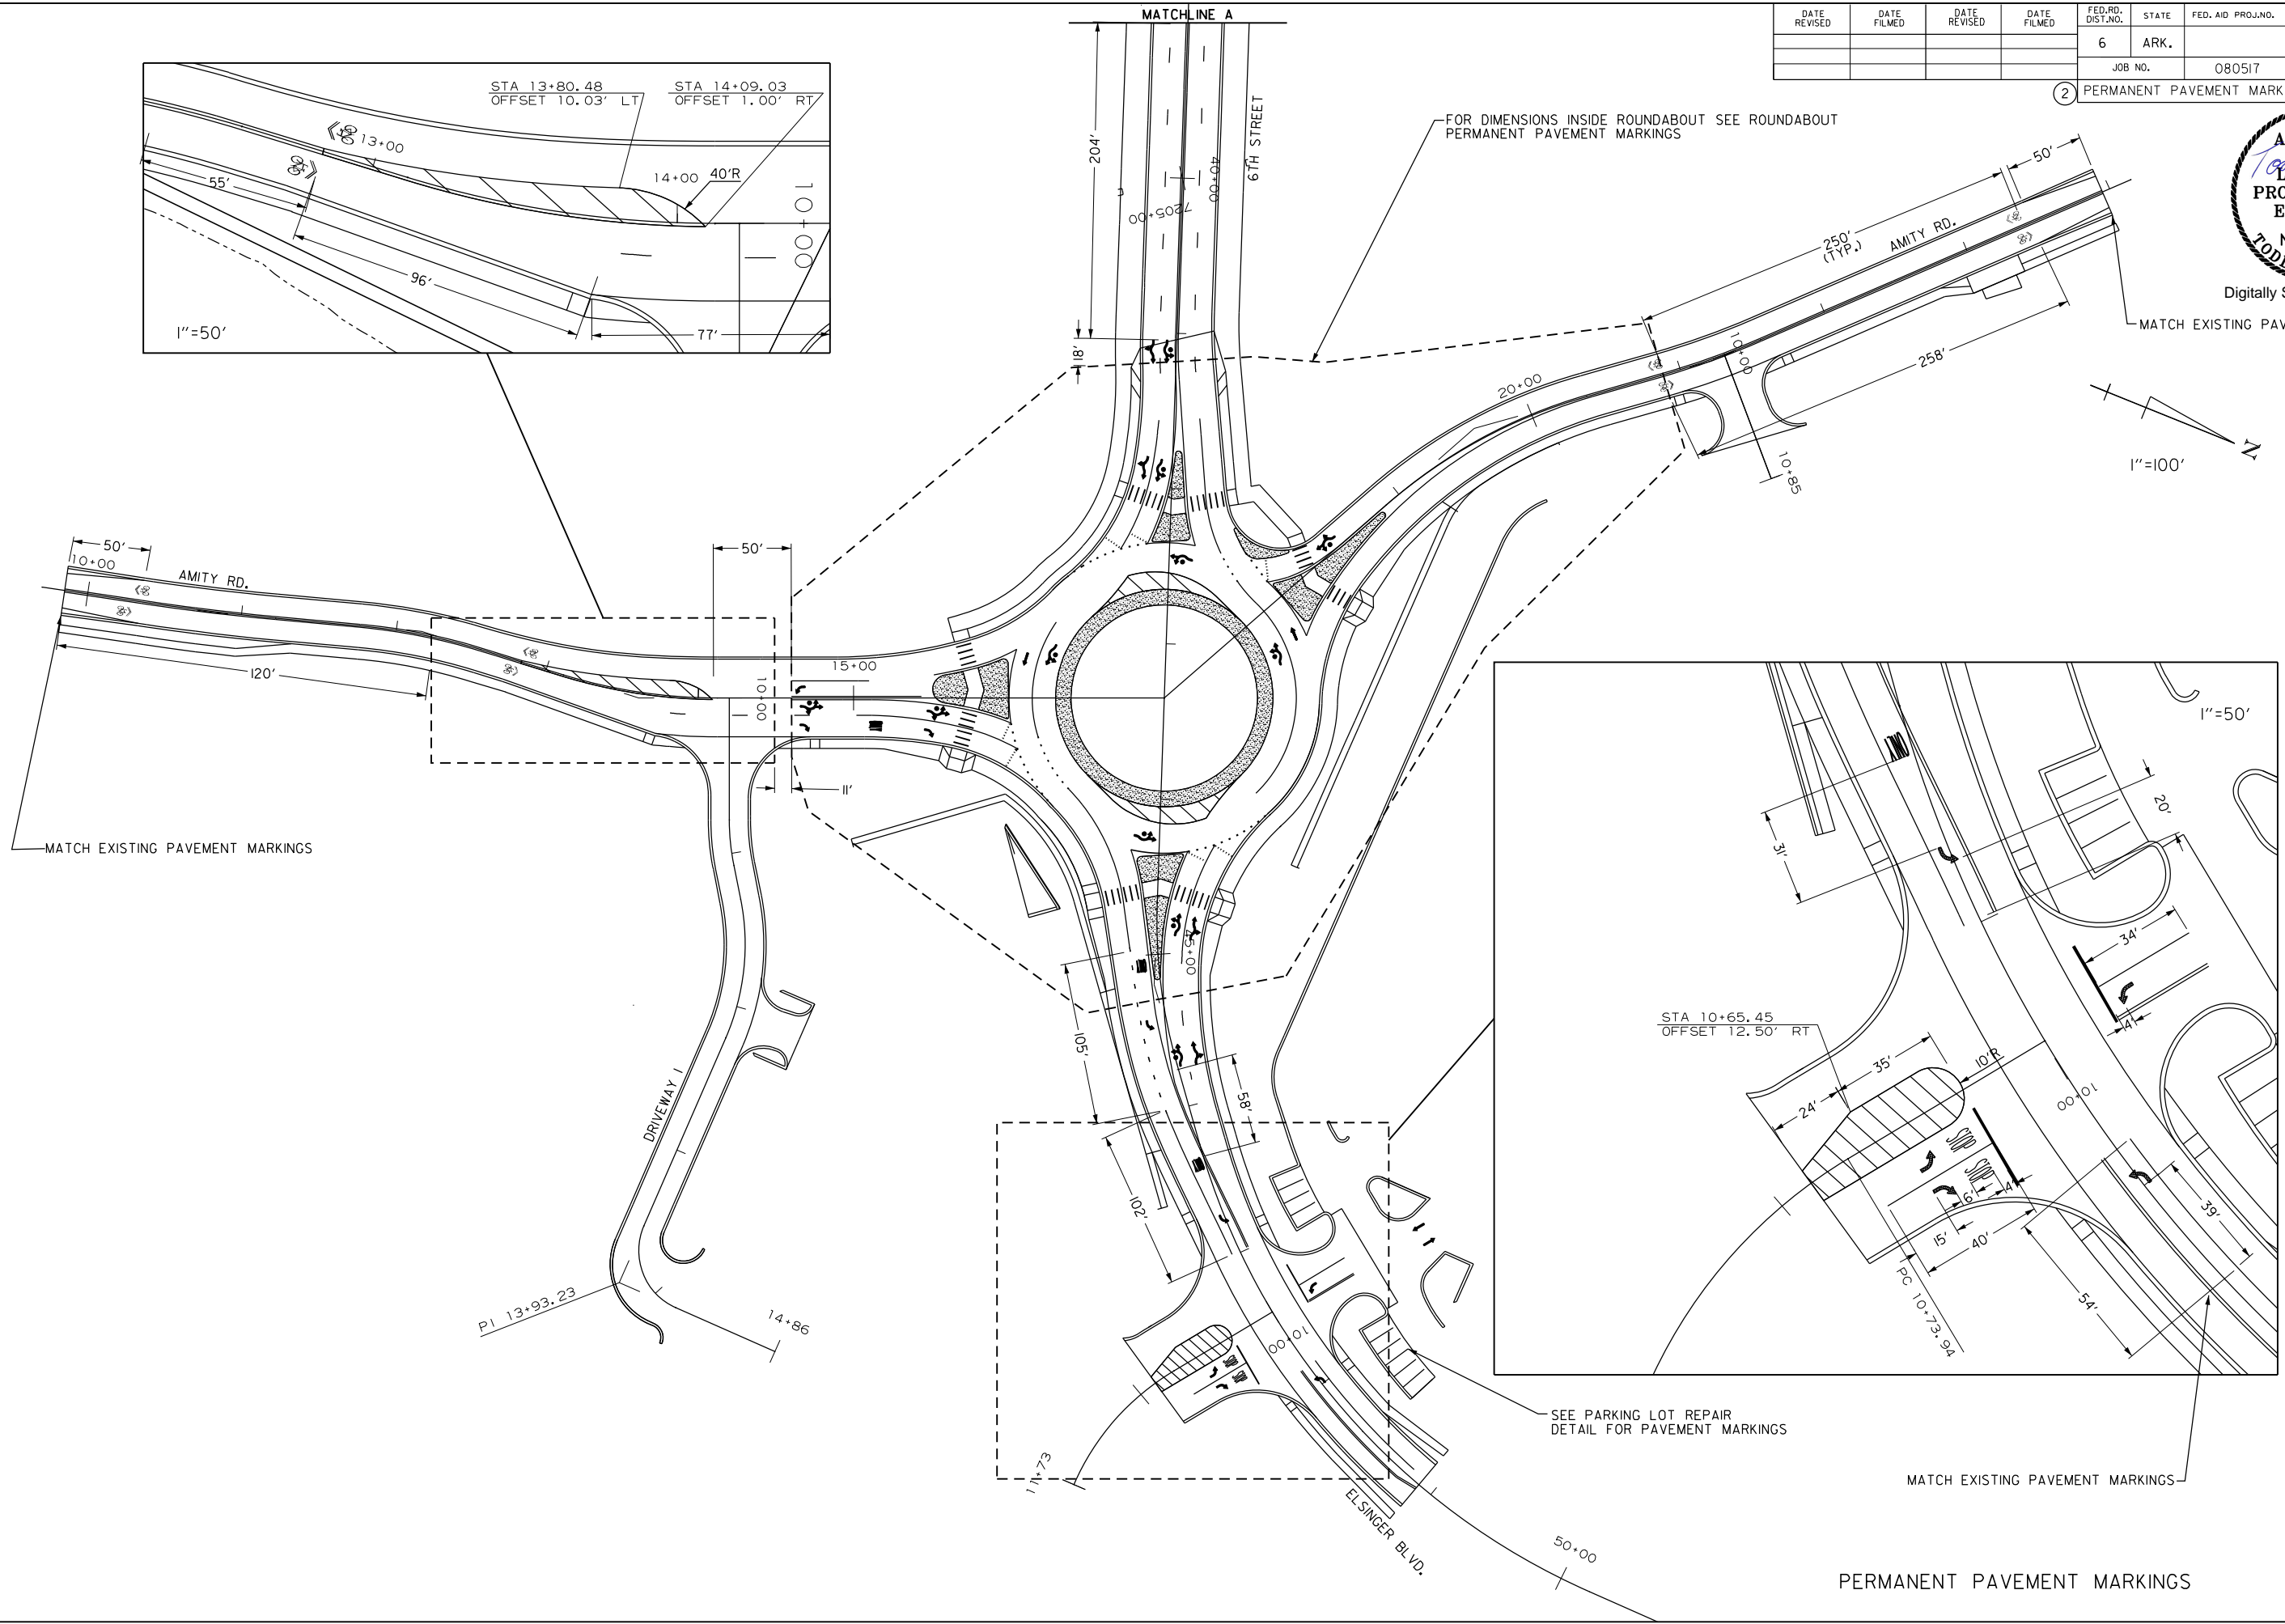 MATCHLINE A
DATE REVISED
DATE FILMED
DATE REVISED
DATE FILMED
FED.RD. DIST.NO.
STATE
FED. AID PROJ.NO.
6
ARK.
JOB NO.
080517
2
PERMANENT PAVEMENT MARK
Digitally S
STA 13+80.48
OFFSET 10.03' LT
STA 14+09.03
OFFSET 1.00' RT
13+00
14+00
40'R
10+00
55'
96'
77'
1"=50'
204'
18'
40+00
7205+00
6TH STREET
FOR DIMENSIONS INSIDE ROUNDABOUT SEE ROUNDABOUT
PERMANENT PAVEMENT MARKINGS
50'
250'
(TYP.)
AMITY RD.
MATCH EXISTING PAV
258'
10+00
20+00
10+85
N
1"=100'
50'
10+00
AMITY RD.
120'
50'
15+00
10+00
11'
MATCH EXISTING PAVEMENT MARKINGS
45+00
105'
58'
102'
DRIVEWAY 1
PI 13+93.23
14+86
10+00
STOP
STOP
11+73
ELSINGER BLVD.
50+00
SEE PARKING LOT REPAIR
DETAIL FOR PAVEMENT MARKINGS
1"=50'
ONLY
31'
20'
34'
4'
STA 10+65.45
OFFSET 12.50' RT
35'
24'
10'R
10+00
STOP
STOP
6'
4'
15'
40'
39'
54'
PC 10+73.94
MATCH EXISTING PAVEMENT MARKINGS
PERMANENT PAVEMENT MARKINGS